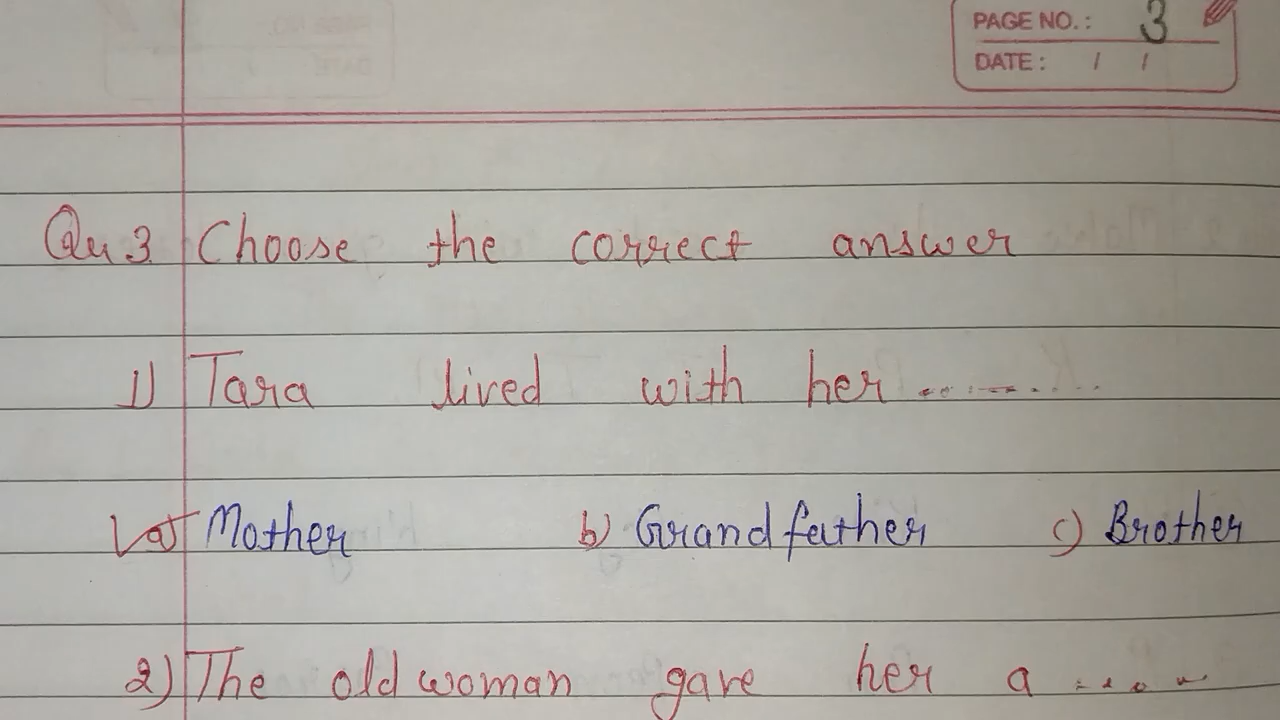 PAGE NO.: 3
DATE: / /
Qu 3 Choose the correct answer
1) Tara lived with her ..........
a) Mother b) Grandfather c) Brother
2) The old woman gave her a .....